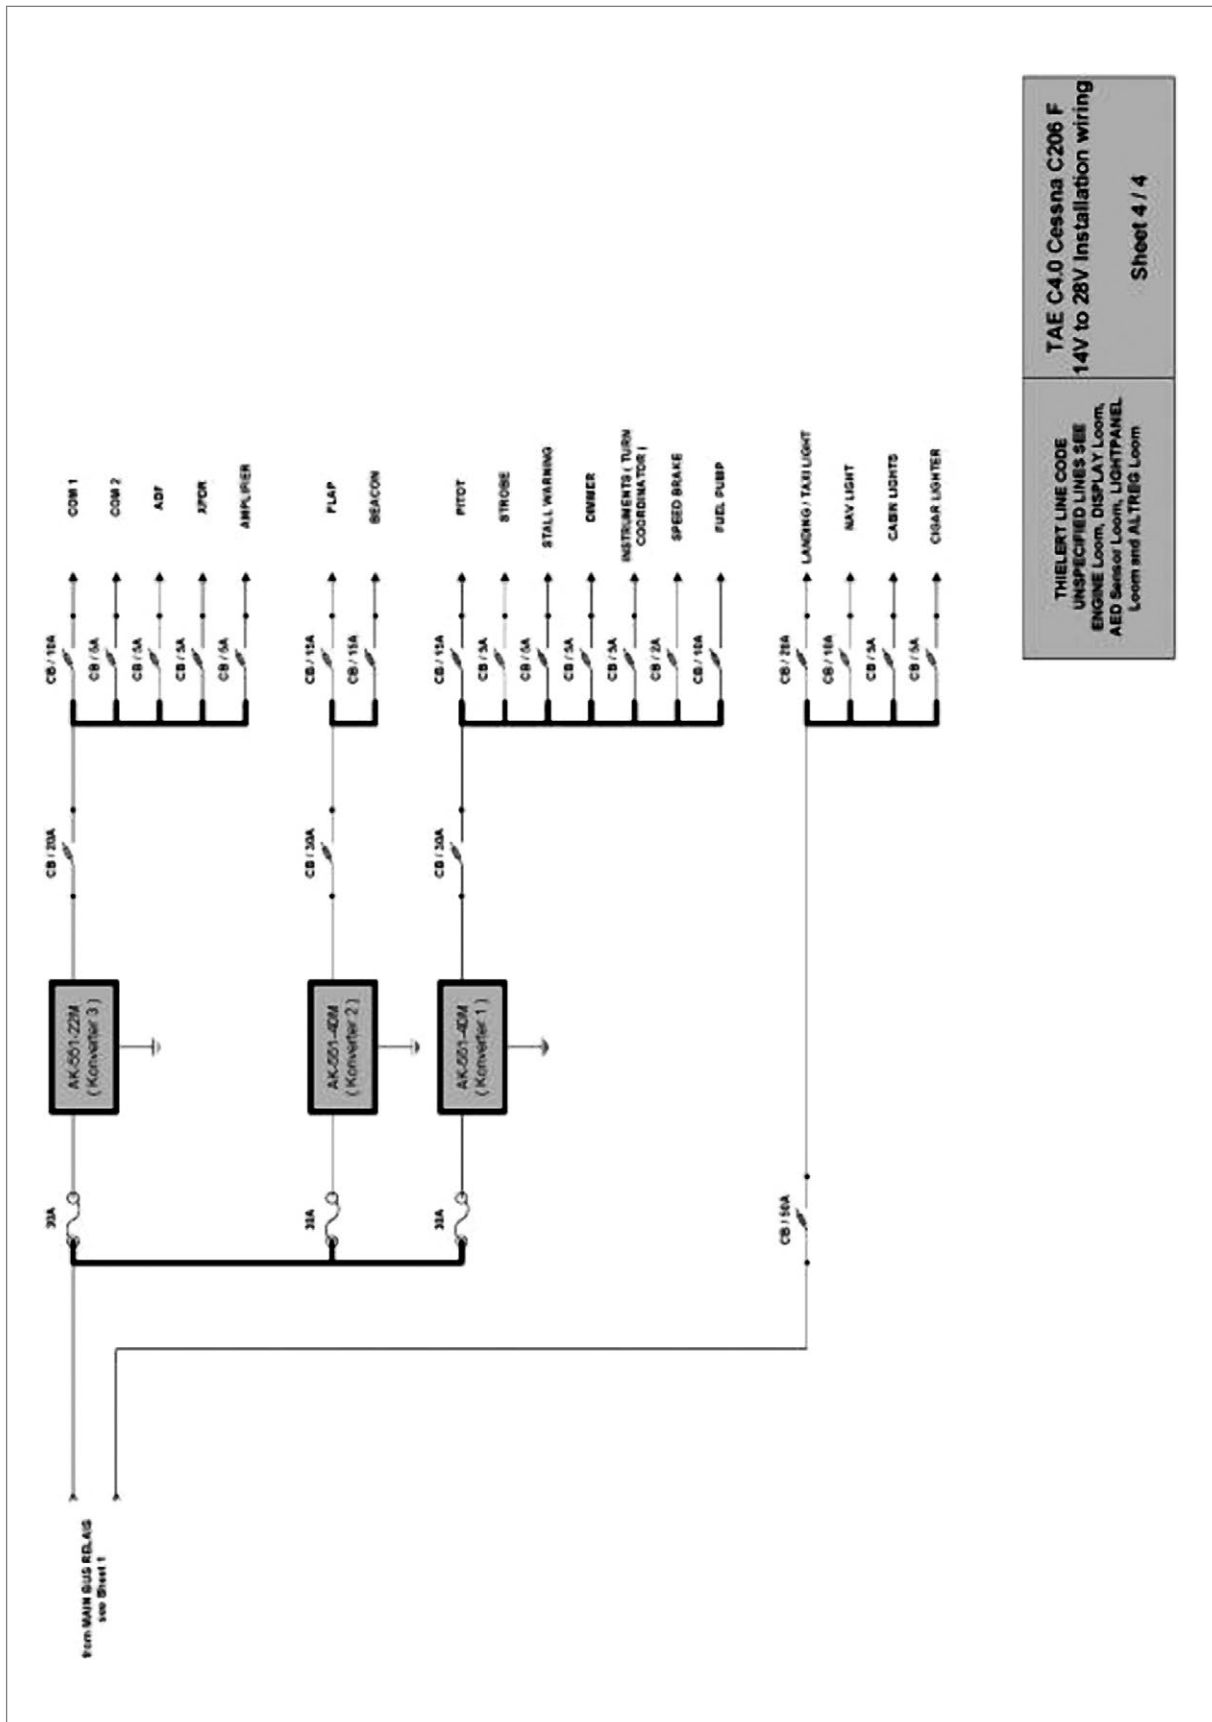 COM 1
COM 2
ADF
XPDR
AMPLIFIER
FLAP
BEACON
PITOT
STROBE
STALL WARNING
DIMMER
INSTRUMENTS ( TURN
COORDINATOR )
SPEED BRAKE
FUEL PUMP
LANDING / TAXI LIGHT
NAV LIGHT
CABIN LIGHTS
CIGAR LIGHTER
CB / 10A
CB / 5A
CB / 5A
CB / 5A
CB / 5A
CB / 15A
CB / 15A
CB / 15A
CB / 5A
CB / 5A
CB / 5A
CB / 5A
CB / 2A
CB / 10A
CB / 20A
CB / 10A
CB / 5A
CB / 5A
CB / 20A
CB / 30A
CB / 30A
AK-551-22M
( Konverter 3 )
AK-551-4DM
( Konverter 2 )
AK-551-4DM
( Konverter 1 )
30A
CB / 50A
from MAIN BUS RELAIS
see Sheet 1
THIELERT LINE CODE
UNSPECIFIED LINES SEE
ENGINE Loom, DISPLAY Loom,
AED Sensor Loom, LIGHTPANEL
Loom and ALTREG Loom
TAE C4.0 Cessna C206 F
14V to 28V Installation wiring
Sheet 4 / 4